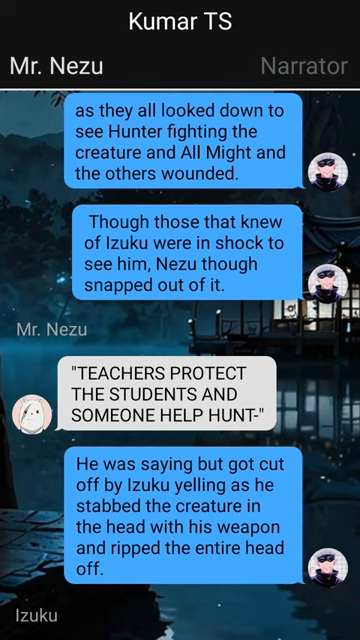 Kumar TS
Mr. Nezu
Narrator
as they all looked down to
see Hunter fighting the
creature and All Might and
the others wounded.
Though those that knew
of Izuku were in shock to
see him, Nezu though
snapped out of it.
Mr. Nezu
"TEACHERS PROTECT
THE STUDENTS AND
SOMEONE HELP HUNT-"
He was saying but got cut
off by Izuku yelling as he
stabbed the creature in
the head with his weapon
and ripped the entire head
off.
Izuku